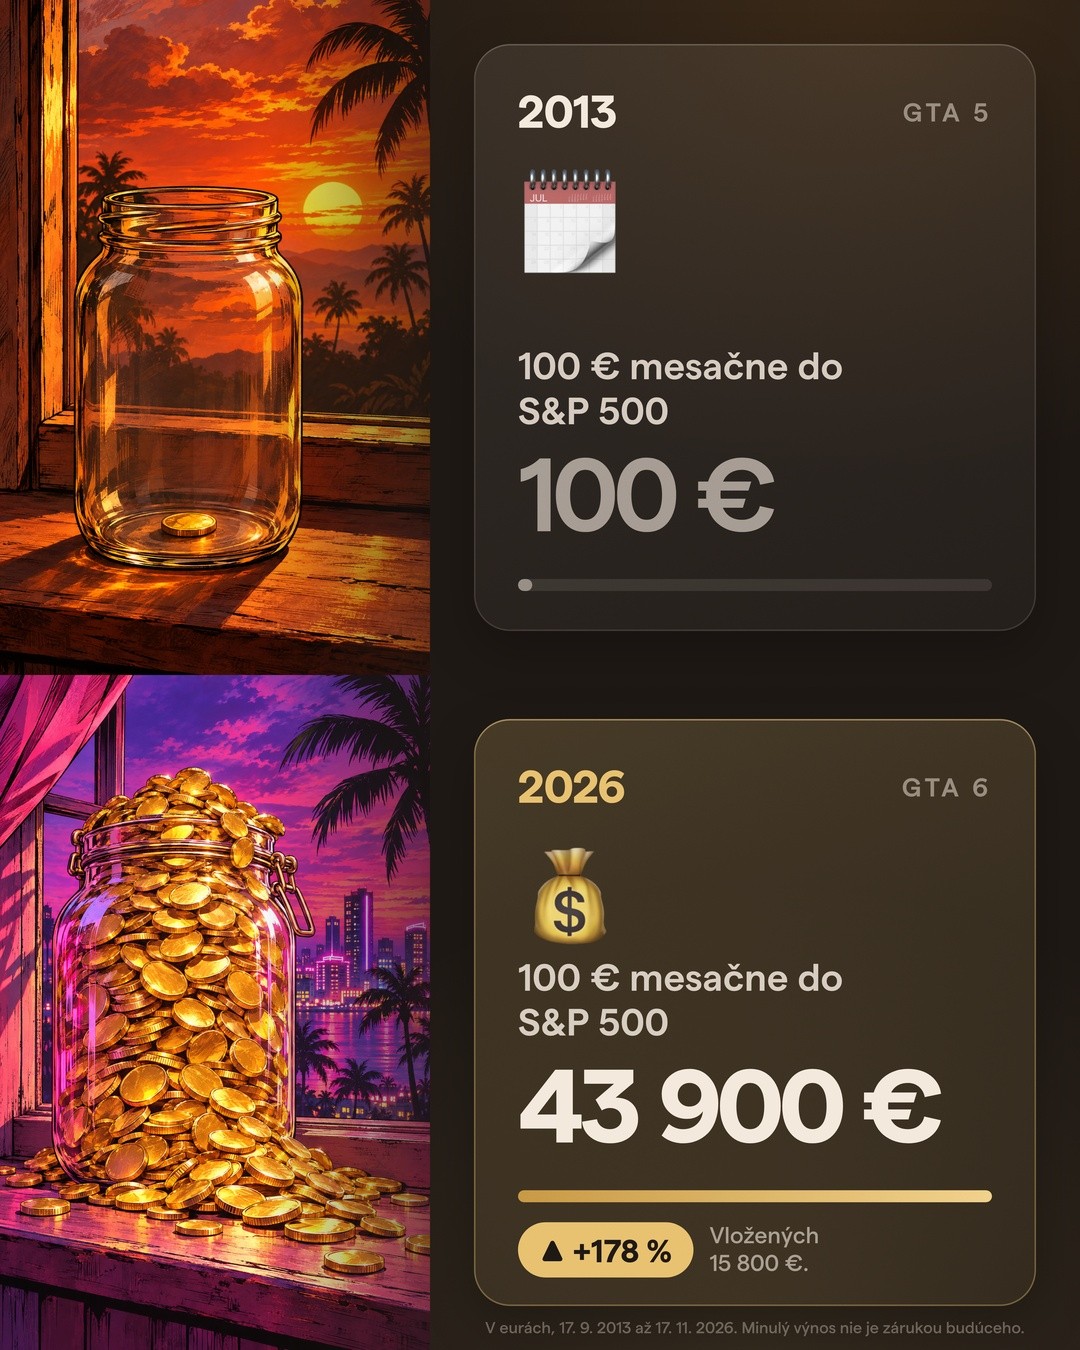 2013
GTA 5
JUL
100 € mesačne do
S&P 500
100 €
2026
GTA 6
$
100 € mesačne do
S&P 500
43 900 €
▲ +178 %
Vložených
15 800 €.
V eurách, 17. 9. 2013 až 17. 11. 2026. Minulý výnos nie je zárukou budúceho.